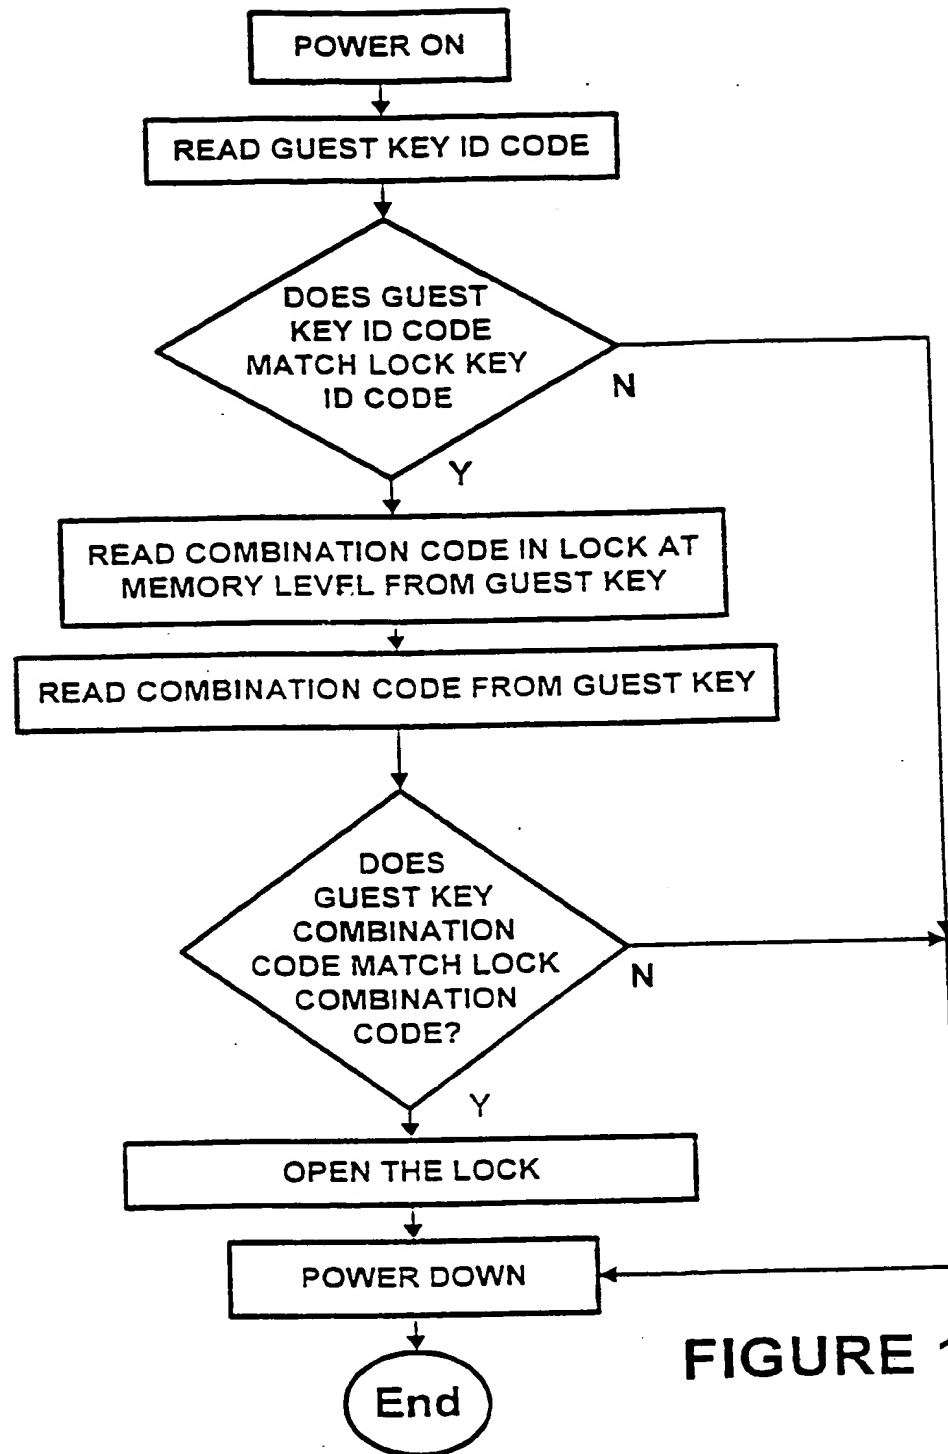 POWER ON
READ GUEST KEY ID CODE
DOES GUEST
KEY ID CODE
MATCH LOCK KEY
ID CODE
N
Y
READ COMBINATION CODE IN LOCK AT
MEMORY LEVEL FROM GUEST KEY
READ COMBINATION CODE FROM GUEST KEY
DOES
GUEST KEY
COMBINATION
CODE MATCH LOCK
COMBINATION
CODE?
N
Y
OPEN THE LOCK
POWER DOWN
FIGURE
End